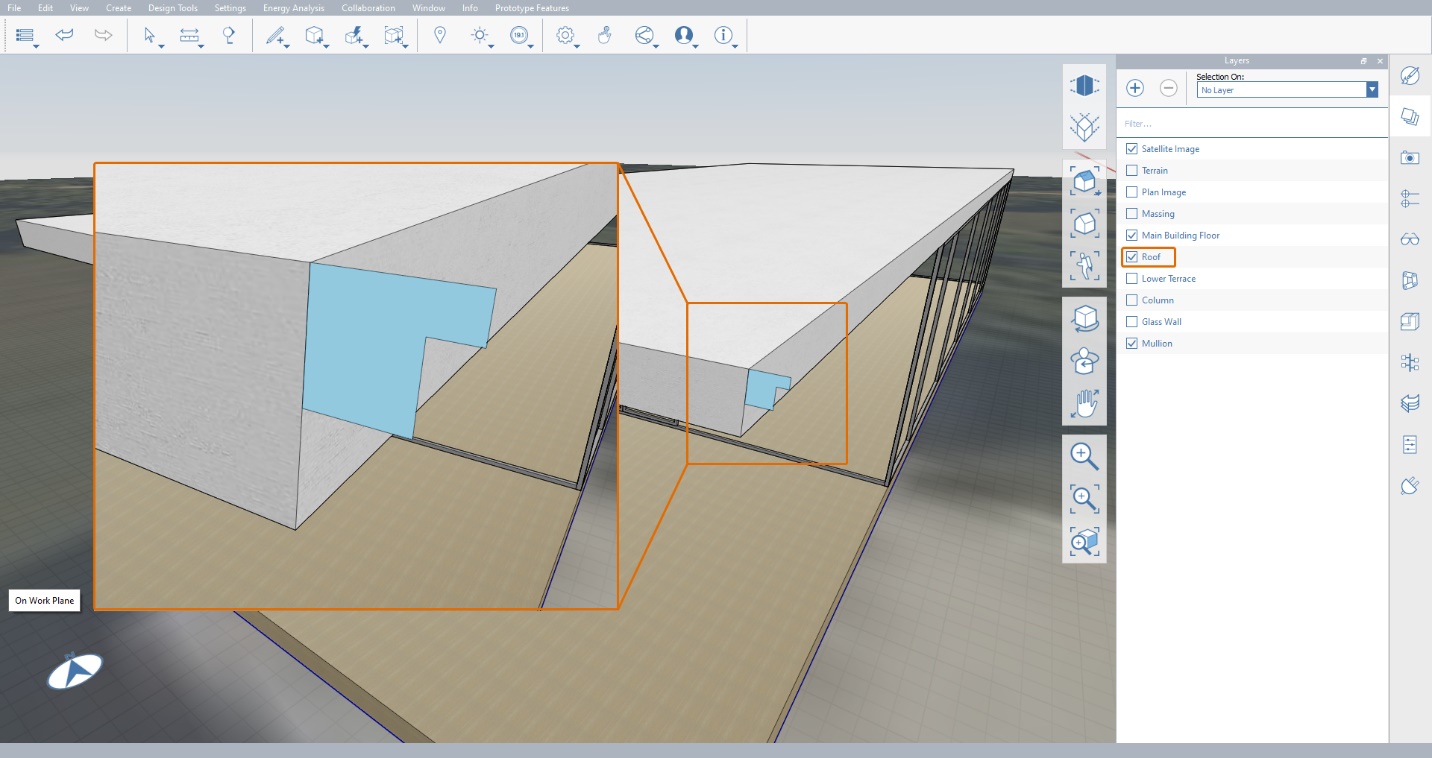 File Edit View Create Design Tools Settings Energy Analysis Collaboration Window Info Prototype Features
193
Layers
Selection On:
No Layer
Filter...
Satellite Image
Terrain
Plan Image
Massing
Main Building Floor
Roof
Lower Terrace
Column
Glass Wall
Mullion
On Work Plane
N